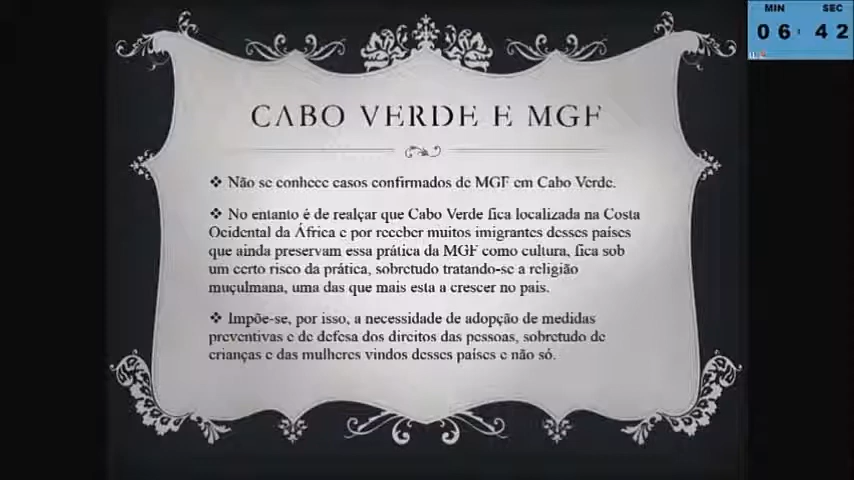 MIN SEC
06: 42
CABO VERDE E MGF
❖ Não se conhece casos confirmados de MGF em Cabo Verde.
❖ No entanto é de realçar que Cabo Verde fica localizada na Costa
Ocidental da África e por receber muitos imigrantes desses países
que ainda preservam essa prática da MGF como cultura, fica sob
um certo risco da prática, sobretudo tratando-se a religião
muçulmana, uma das que mais esta a crescer no pais.
❖ Impõe-se, por isso, a necessidade de adopção de medidas
preventivas e de defesa dos direitos das pessoas, sobretudo de
crianças e das mulheres vindos desses países e não só.